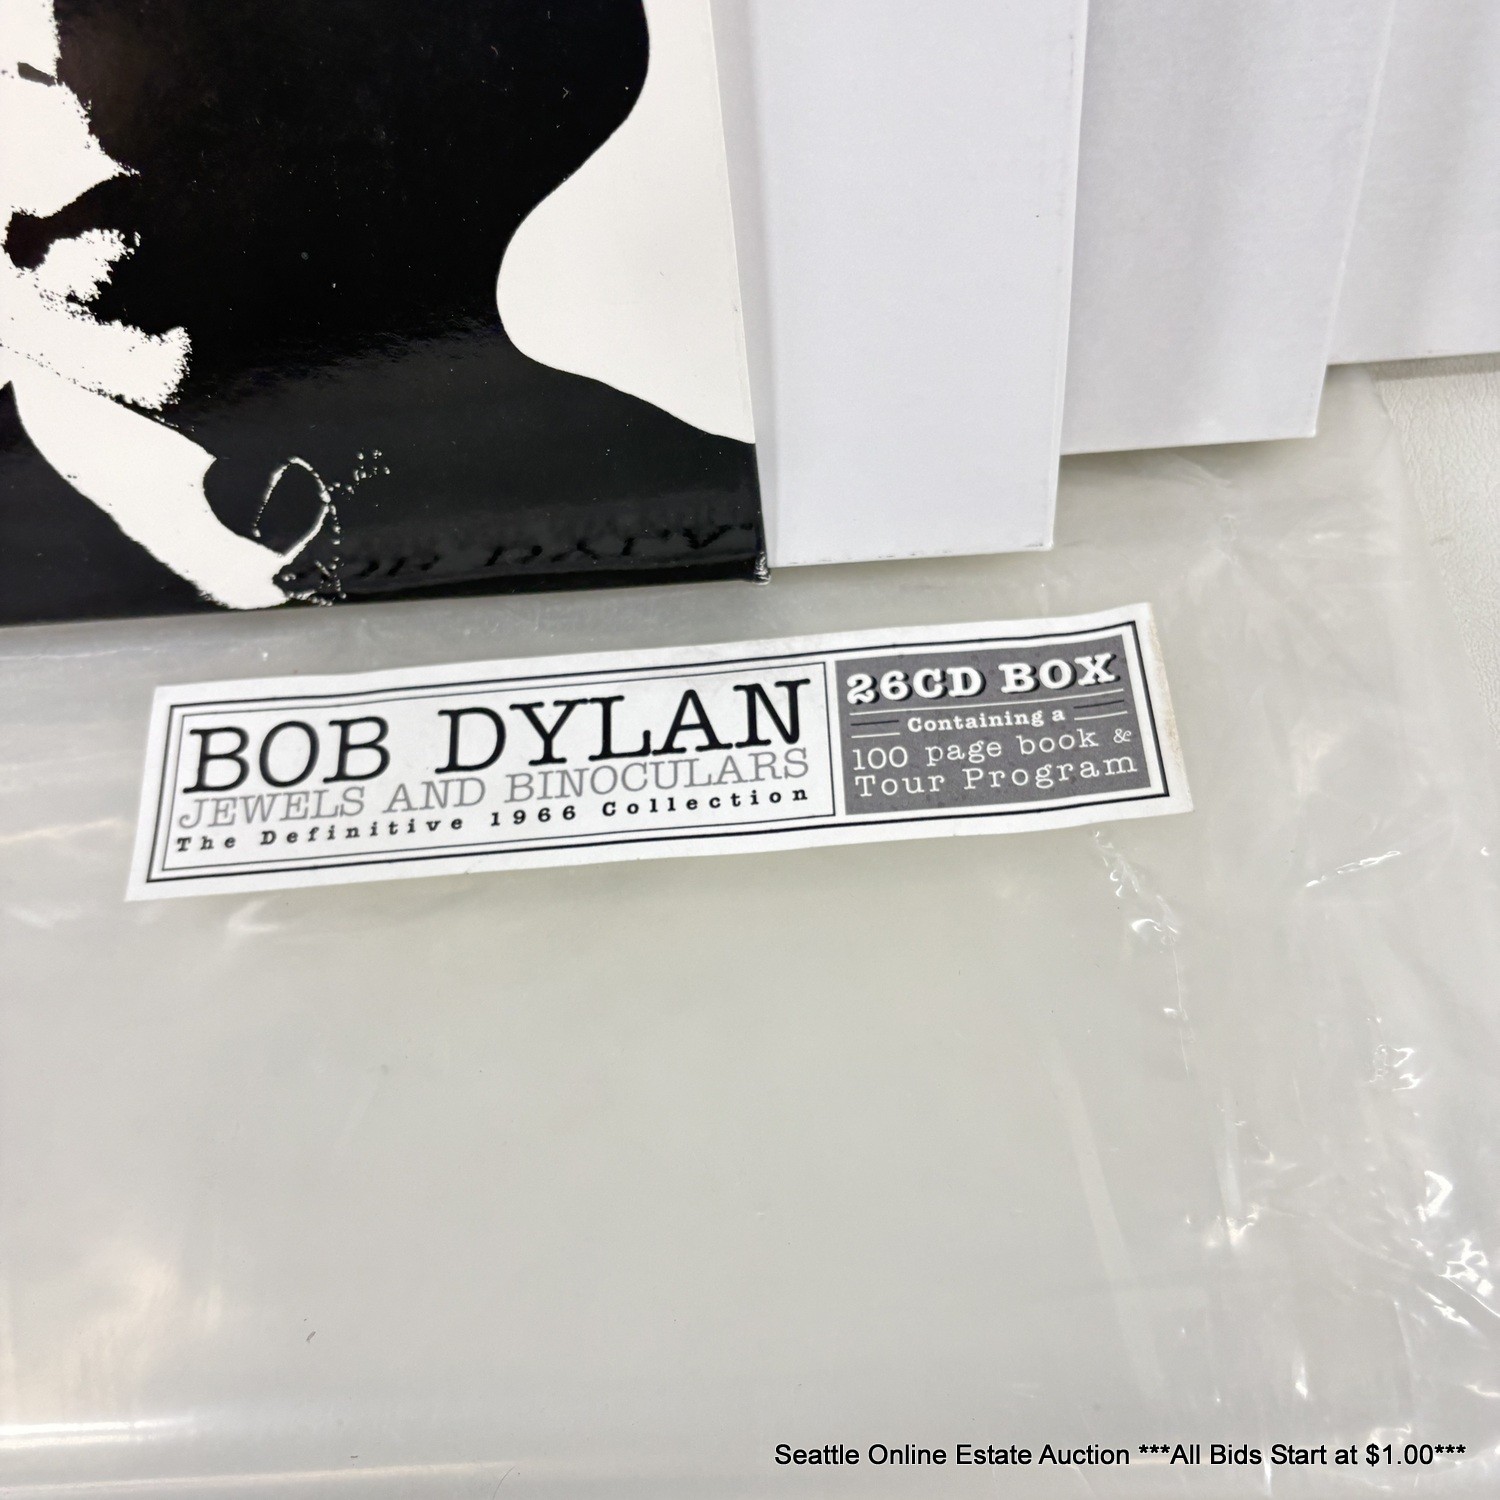 BOB DYLAN
JEWELS AND BINOCULARS
The Definitive 1966 Collection
26CD BOX
Containing a
100 page book &
Tour Program
Seattle Online Estate Auction ***All Bids Start at $1.00***